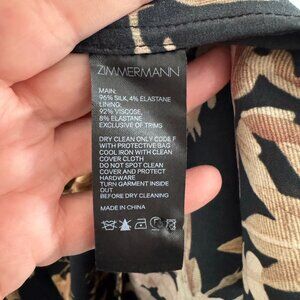 ZIMMERMANN
MAIN:
96% SILK, 4% ELASTANE
LINING:
92% VISCOSE,
8% ELASTANE
EXCLUSIVE OF TRIMS
DRY CLEAN ONLY CODE F
WITH PROTECTIVE BAG
COOL IRON WITH CLEAN
COVER CLOTH
DO NOT SPOT CLEAN
COVER AND PROTECT
HARDWARE
TURN GARMENT INSIDE
OUT
BEFORE DRY CLEANING
MADE IN CHINA